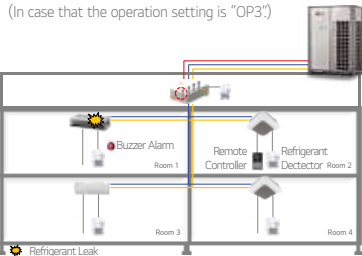 (In case that the operation setting is “OP3”.)
Buzzer Alarm
Room 1
Remote Controller
Refrigerant Dectector
Room 2
Room 3
Room 4
Refrigerant Leak